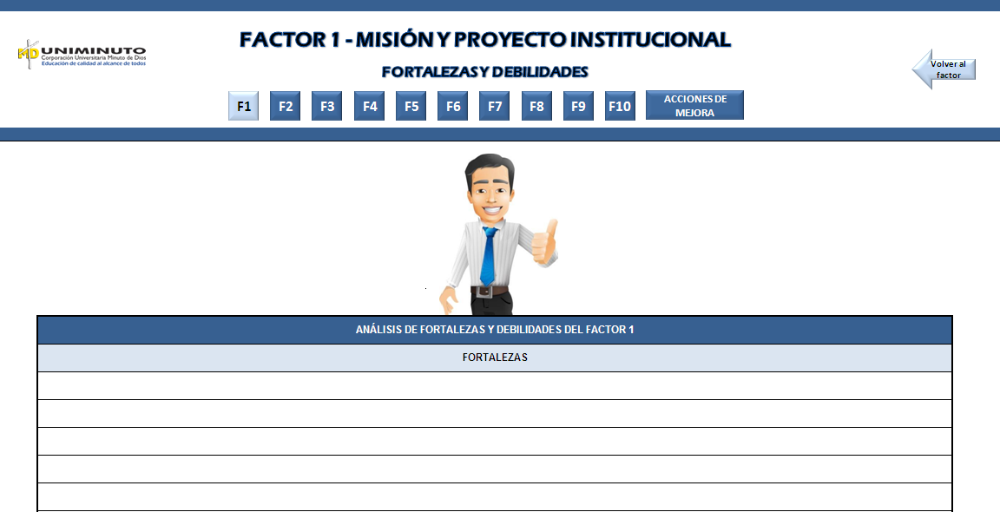 MD UNIMINUTO
Corporación Universitaria Minuto de Dios
Educación de calidad al alcance de todos
FACTOR 1 - MISIÓN Y PROYECTO INSTITUCIONAL
FORTALEZAS Y DEBILIDADES
Volver al
factor
F1 F2 F3 F4 F5 F6 F7 F8 F9 F10 ACCIONES DE
MEJORA
ANÁLISIS DE FORTALEZAS Y DEBILIDADES DEL FACTOR 1
FORTALEZAS